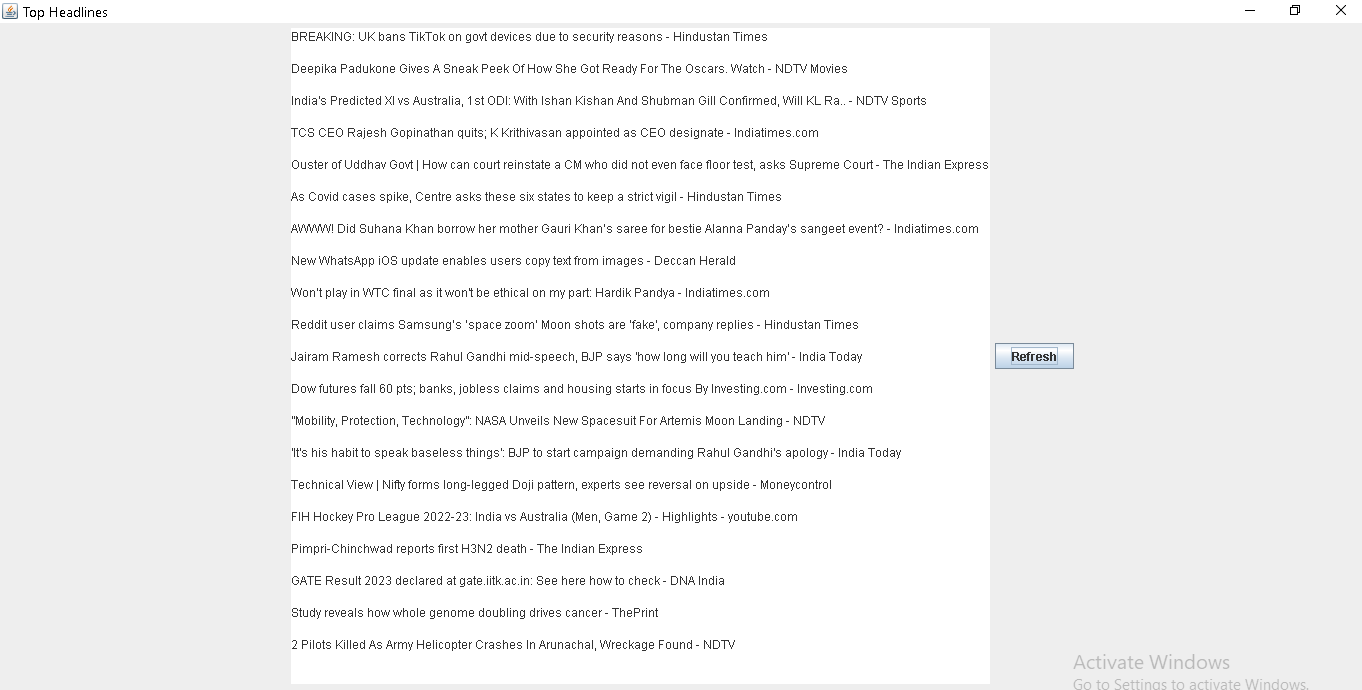 Top Headlines
BREAKING: UK bans TikTok on govt devices due to security reasons - Hindustan Times
Deepika Padukone Gives A Sneak Peek Of How She Got Ready For The Oscars. Watch - NDTV Movies
India's Predicted XI vs Australia, 1st ODI: With Ishan Kishan And Shubman Gill Confirmed, Will KL Ra.. - NDTV Sports
TCS CEO Rajesh Gopinathan quits; K Krithivasan appointed as CEO designate - Indiatimes.com
Ouster of Uddhav Govt | How can court reinstate a CM who did not even face floor test, asks Supreme Court - The Indian Express
As Covid cases spike, Centre asks these six states to keep a strict vigil - Hindustan Times
AWWW! Did Suhana Khan borrow her mother Gauri Khan's saree for bestie Alanna Panday's sangeet event? - Indiatimes.com
New WhatsApp iOS update enables users copy text from images - Deccan Herald
Won't play in WTC final as it won't be ethical on my part: Hardik Pandya - Indiatimes.com
Reddit user claims Samsung's 'space zoom' Moon shots are 'fake', company replies - Hindustan Times
Jairam Ramesh corrects Rahul Gandhi mid-speech, BJP says 'how long will you teach him' - India Today
Refresh
Dow futures fall 60 pts; banks, jobless claims and housing starts in focus By Investing.com - Investing.com
"Mobility, Protection, Technology": NASA Unveils New Spacesuit For Artemis Moon Landing - NDTV
'It's his habit to speak baseless things': BJP to start campaign demanding Rahul Gandhi's apology - India Today
Technical View | Nifty forms long-legged Doji pattern, experts see reversal on upside - Moneycontrol
FIH Hockey Pro League 2022-23: India vs Australia (Men, Game 2) - Highlights - youtube.com
Pimpri-Chinchwad reports first H3N2 death - The Indian Express
GATE Result 2023 declared at gate.iitk.ac.in: See here how to check - DNA India
Study reveals how whole genome doubling drives cancer - ThePrint
2 Pilots Killed As Army Helicopter Crashes In Arunachal, Wreckage Found - NDTV
Activate Windows
Go to Settings to activate Windows.